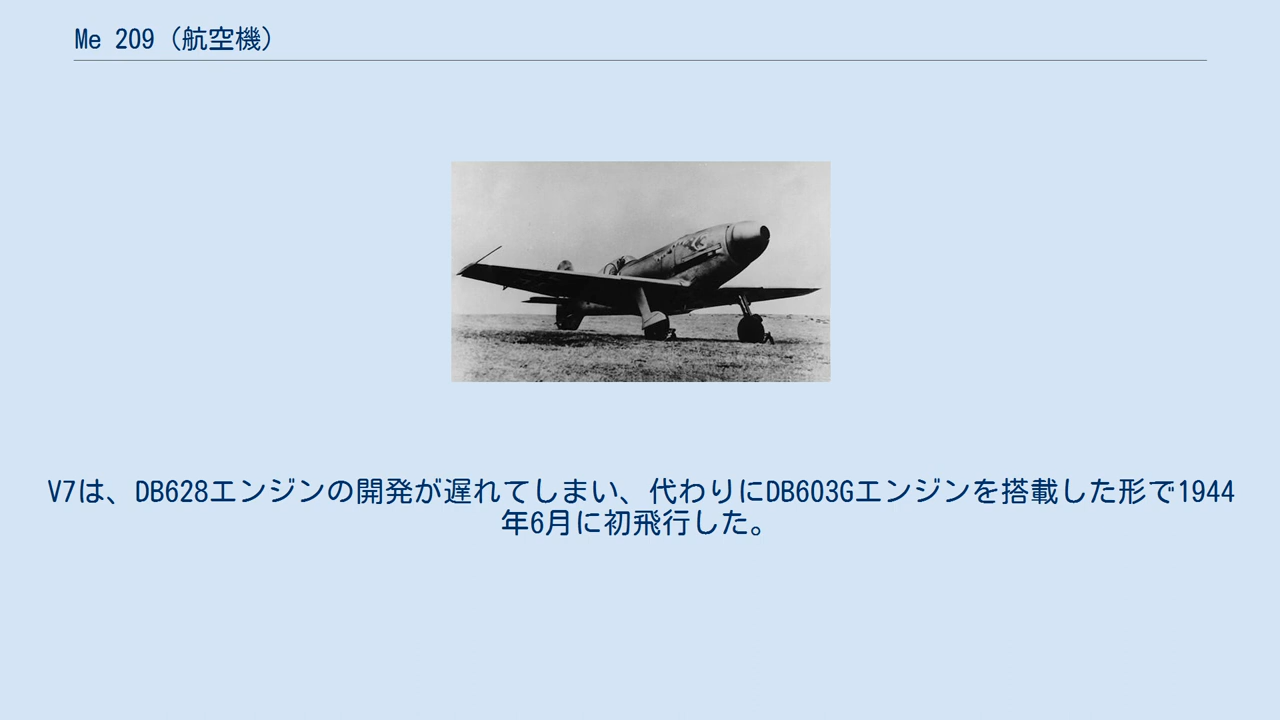 Me 209（航空機）
V7は、DB628エンジンの開発が遅れてしまい、代わりにDB603Gエンジンを搭載した形で1944
年6月に初飛行した。